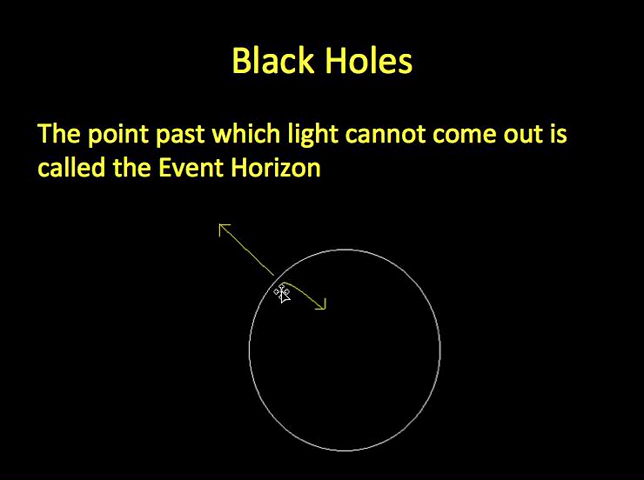 Black Holes
The point past which light cannot come out is
called the Event Horizon